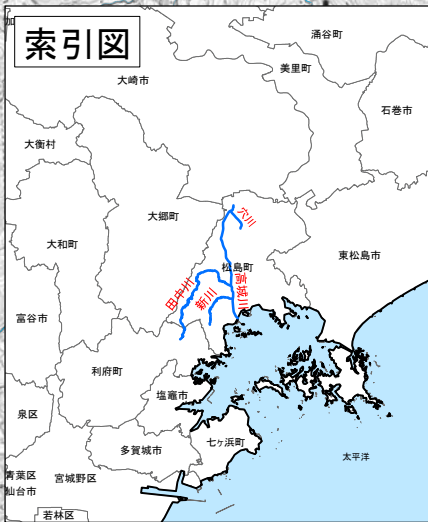 加
索引図
涌谷町
美里町
大崎市
石巻市
大衡村
穴川
大郷町
大和町
東松島市
松島町
田中川
新川
高城川
富谷市
利府町
塩竈市
泉区
七ヶ浜町
多賀城市
太平洋
青葉区
宮城野区
仙台市
若林区